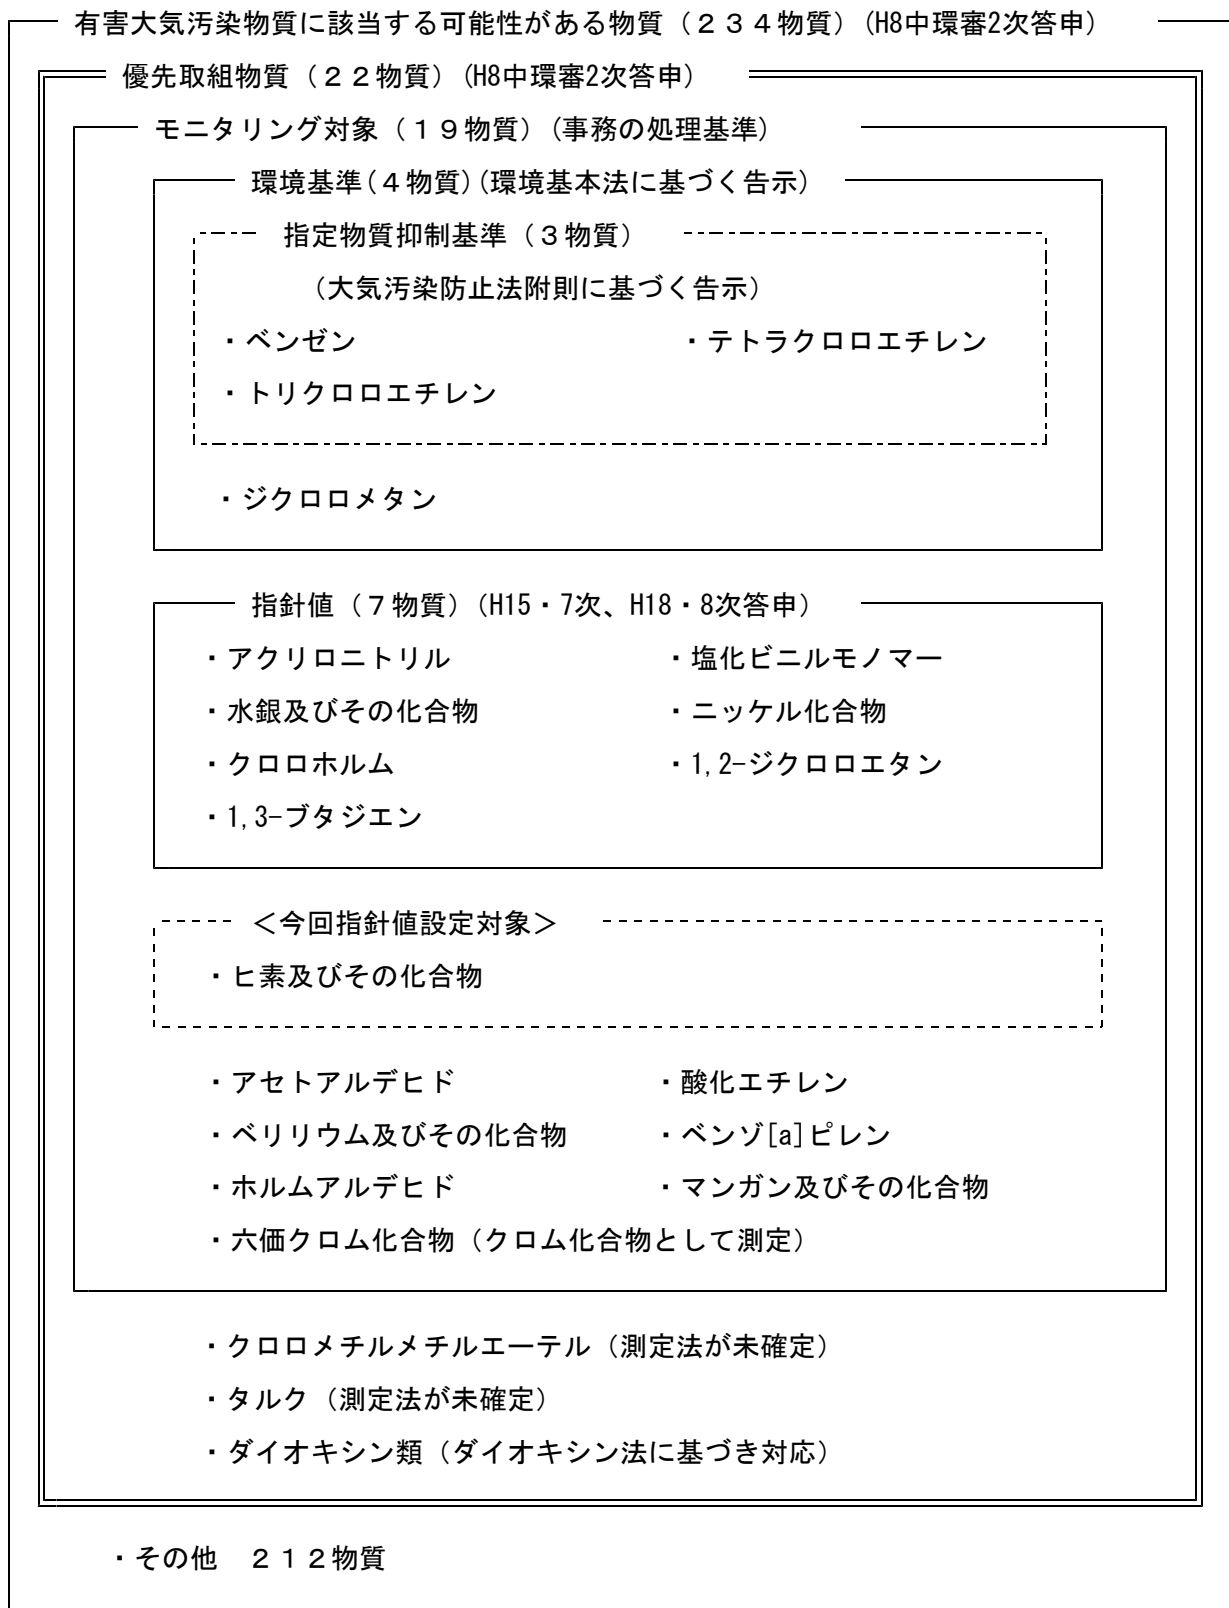 有害大気汚染物質に該当する可能性がある物質（２３４物質）(H8中環審2次答申)
優先取組物質（２２物質）(H8中環審2次答申)
モニタリング対象（１９物質）(事務の処理基準)
環境基準(４物質)(環境基本法に基づく告示)
指定物質抑制基準（３物質）
（大気汚染防止法附則に基づく告示）
・ベンゼン　・テトラクロロエチレン
・トリクロロエチレン
・ジクロロメタン
指針値（７物質）(H15・7次、H18・8次答申)
・アクリロニトリル　・塩化ビニルモノマー
・水銀及びその化合物　・ニッケル化合物
・クロロホルム　・1,2-ジクロロエタン
・1,3-ブタジエン
＜今回指針値設定対象＞
・ヒ素及びその化合物
・アセトアルデヒド　・酸化エチレン
・ベリリウム及びその化合物　・ベンゾ[a]ピレン
・ホルムアルデヒド　・マンガン及びその化合物
・六価クロム化合物（クロム化合物として測定）
・クロロメチルメチルエーテル（測定法が未確定）
・タルク（測定法が未確定）
・ダイオキシン類（ダイオキシン法に基づき対応）
・その他　２１２物質